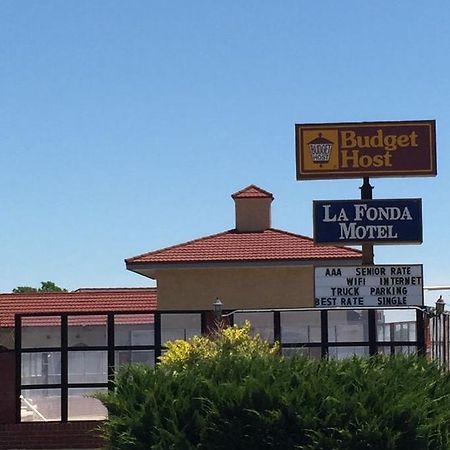 Budget
Host
BUDGET
HOST
LA FONDA
MOTEL
AAA SENIOR RATE
WIFI INTERNET
TRUCK PARKING
BEST RATE SINGLE